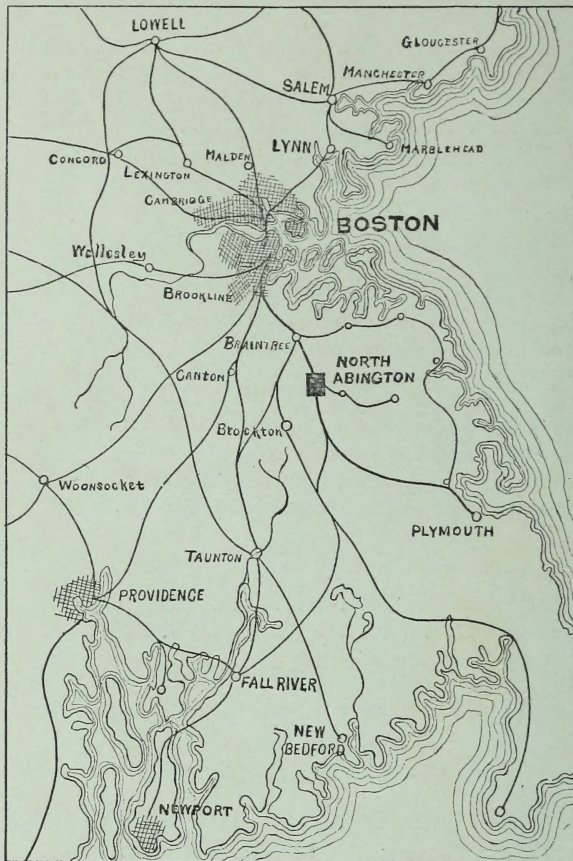 LOWELL
GLOUCESTER
MANCHESTER
SALEM
LYNN
MARBLEHEAD
CONCORD
LEXINGTON
MALDEN
CAMBRIDGE
BOSTON
Wellesley
BROOKLINE
BRAINTREE
CANTON
NORTH
ABINGTON
Brockton
WOONSOCKET
PLYMOUTH
TAUNTON
PROVIDENCE
FALL RIVER
NEW
BEDFORD
NEWPORT